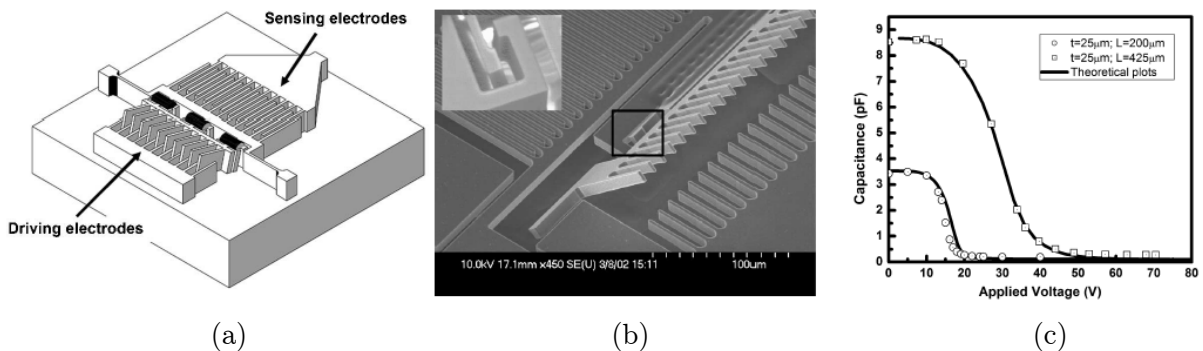 Sensing electrodes
Driving electrodes
(a)
10.0kV 17.1mm x450 SE(U) 3/8/02 15:11
100um
(b)
9
8
7
6
5
4
3
2
1
0
Capacitance (pF)
t=25μm; L=200μm
t=25μm; L=425μm
Theoretical plots
0 10 20 30 40 50 60 70 80
Applied Voltage (V)
(c)